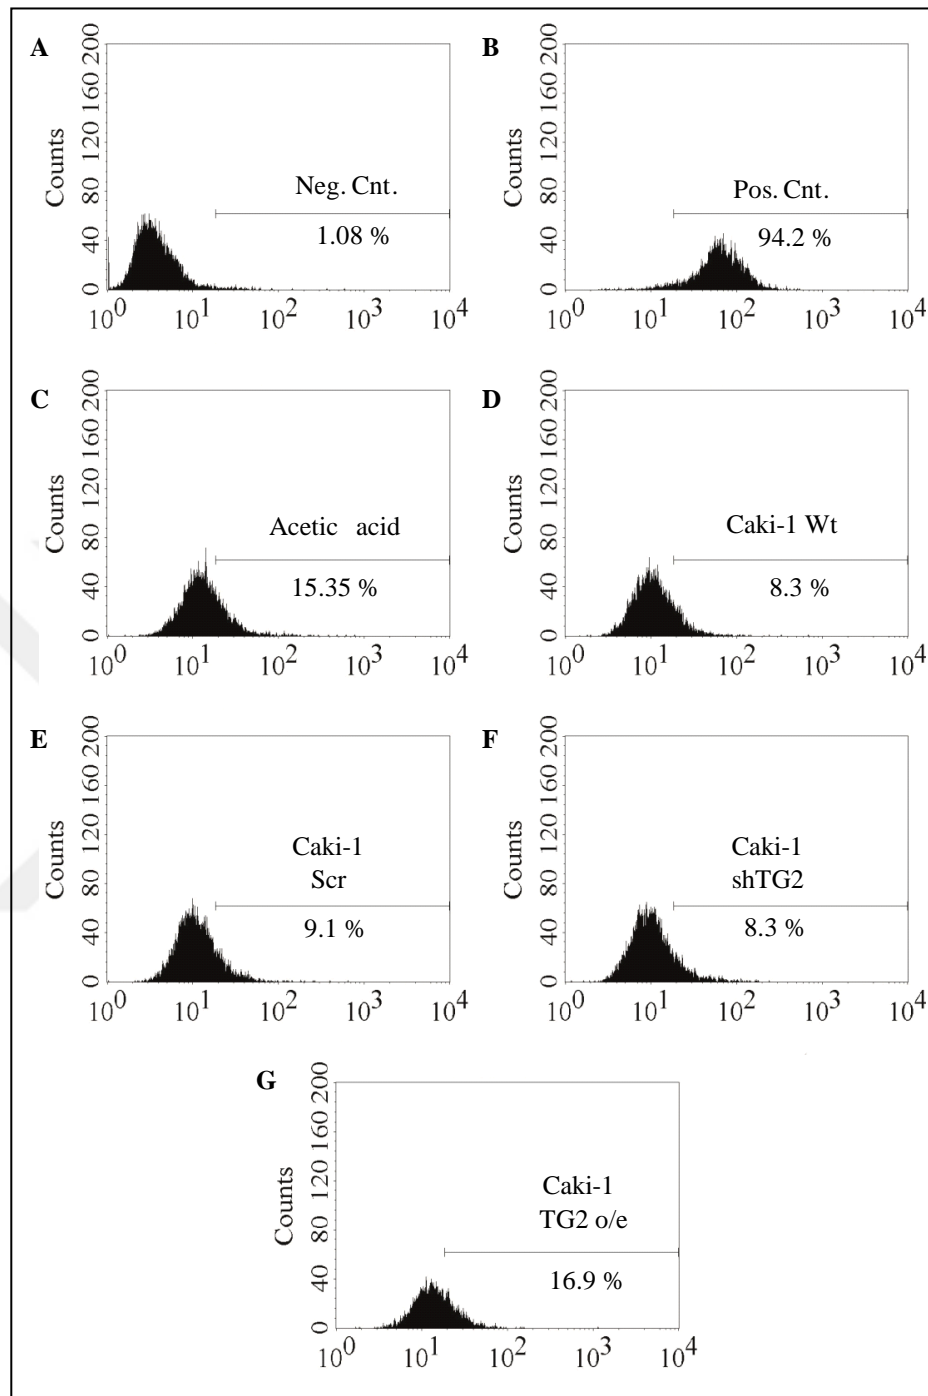 A
200
160
120
80
40
0
Counts
Neg. Cnt.
1.08 %
10^0 10^1 10^2 10^3 10^4
B
200
160
120
80
40
0
Counts
Pos. Cnt.
94.2 %
10^0 10^1 10^2 10^3 10^4
C
200
160
120
80
40
0
Counts
Acetic acid
15.35 %
10^0 10^1 10^2 10^3 10^4
D
200
160
120
80
40
0
Counts
Caki-1 Wt
8.3 %
10^0 10^1 10^2 10^3 10^4
E
200
160
120
80
40
0
Counts
Caki-1
Scr
9.1 %
10^0 10^1 10^2 10^3 10^4
F
200
160
120
80
40
0
Counts
Caki-1
shTG2
8.3 %
10^0 10^1 10^2 10^3 10^4
G
200
160
120
80
40
0
Counts
Caki-1
TG2 o/e
16.9 %
10^0 10^1 10^2 10^3 10^4